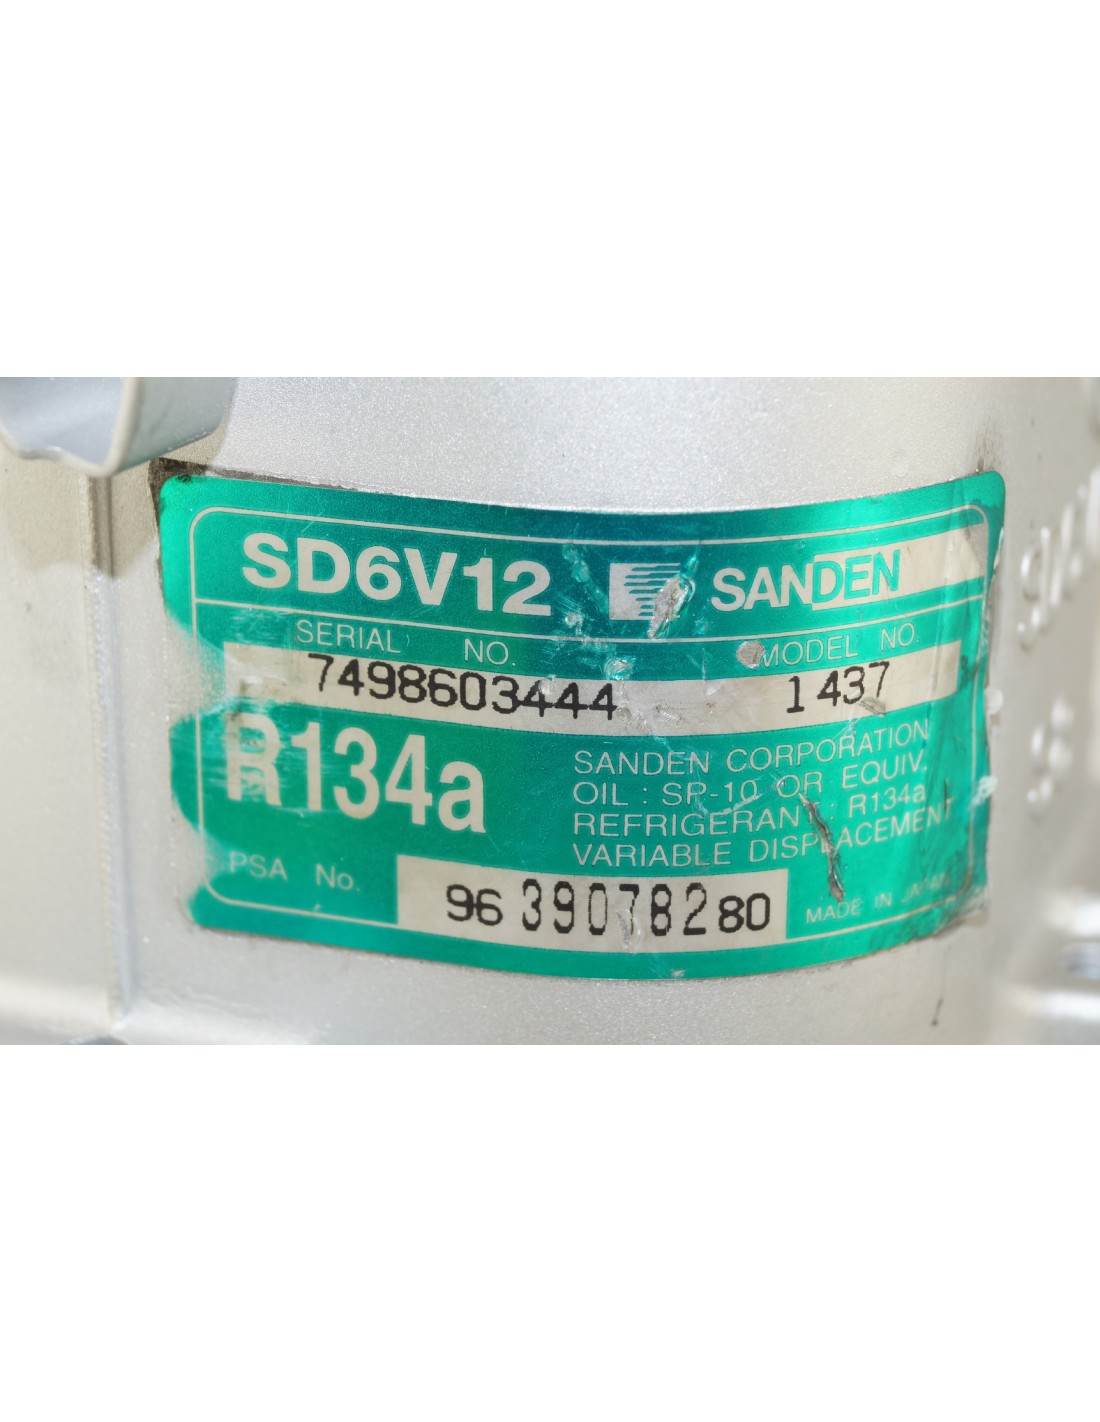 SD6V12 SANDEN
SERIAL NO. MODEL NO.
7498603444 1437
R134a
SANDEN CORPORATION
OIL : SP-10 OR EQUIV.
REFRIGERANT : R134a
VARIABLE DISPLACEMENT
PSA No. 96 39078280
MADE IN JAPAN